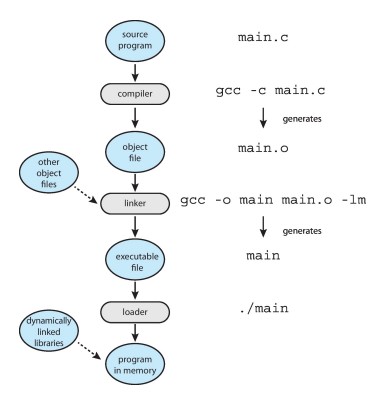 source
program
main.c
compiler
gcc -c main.c
generates
object
file
main.o
other
object
files
linker
gcc -o main main.o -lm
generates
executable
file
main
loader
./main
dynamically
linked
libraries
program
in memory